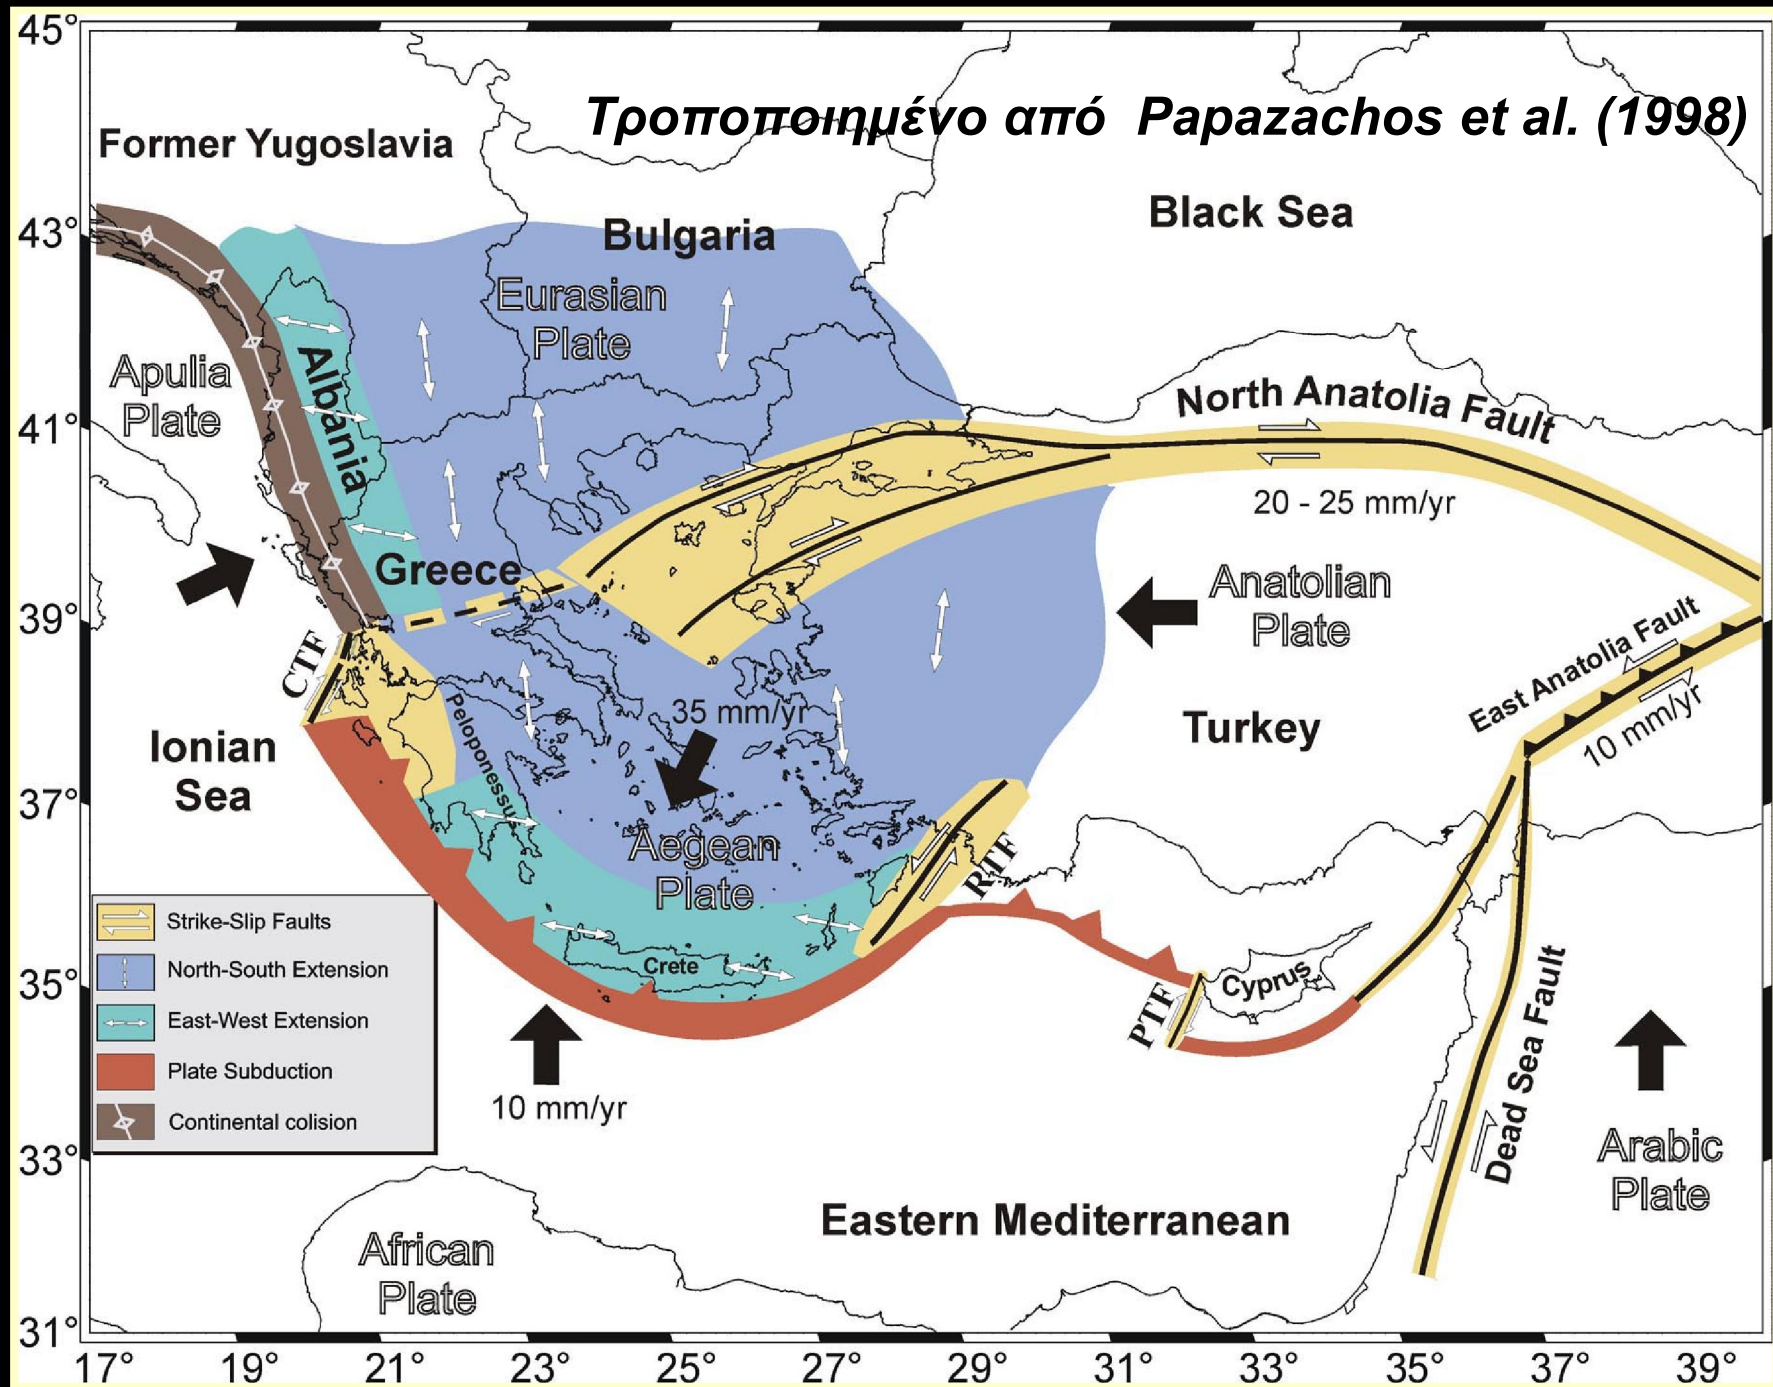 45°
Τροποποιημένο από Papazachos et al. (1998)
Former Yugoslavia
Black Sea
43°
Bulgaria
Eurasian
Plate
Apulia
Plate
Albania
41°
North Anatolia Fault
20 - 25 mm/yr
Greece
Anatolian
Plate
39°
East Anatolia Fault
10 mm/yr
CTF
Peloponessus
35 mm/yr
Turkey
Ionian
Sea
37°
Aegean
Plate
RTF
Strike-Slip Faults
North-South Extension
East-West Extension
Plate Subduction
Continental colision
Crete
35°
Cyprus
PTF
Dead Sea Fault
10 mm/yr
33°
Arabic
Plate
Eastern Mediterranean
African
Plate
31°
17° 19° 21° 23° 25° 27° 29° 31° 33° 35° 37° 39°